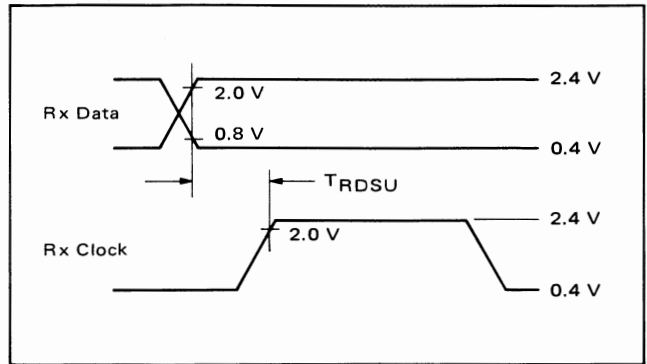 2.4 V
2.0 V
Rx Data
0.8 V
0.4 V
TRDSU
2.4 V
2.0 V
Rx Clock
0.4 V